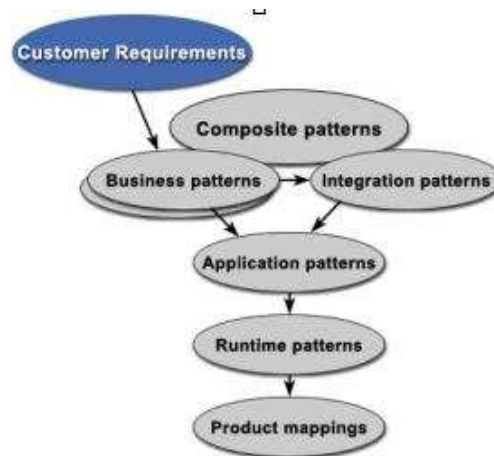 Customer Requirements
Composite patterns
Business patterns
Integration patterns
Application patterns
Runtime patterns
Product mappings